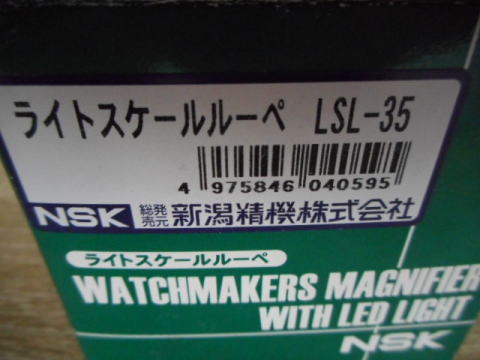 ライトスケールルーペ LSL-35
4 975846 040595
NSK 総発売元 新潟精機株式会社
ライトスケールルーペ
WATCHMAKERS MAGNIFIER
WITH LED LIGHT
NSK